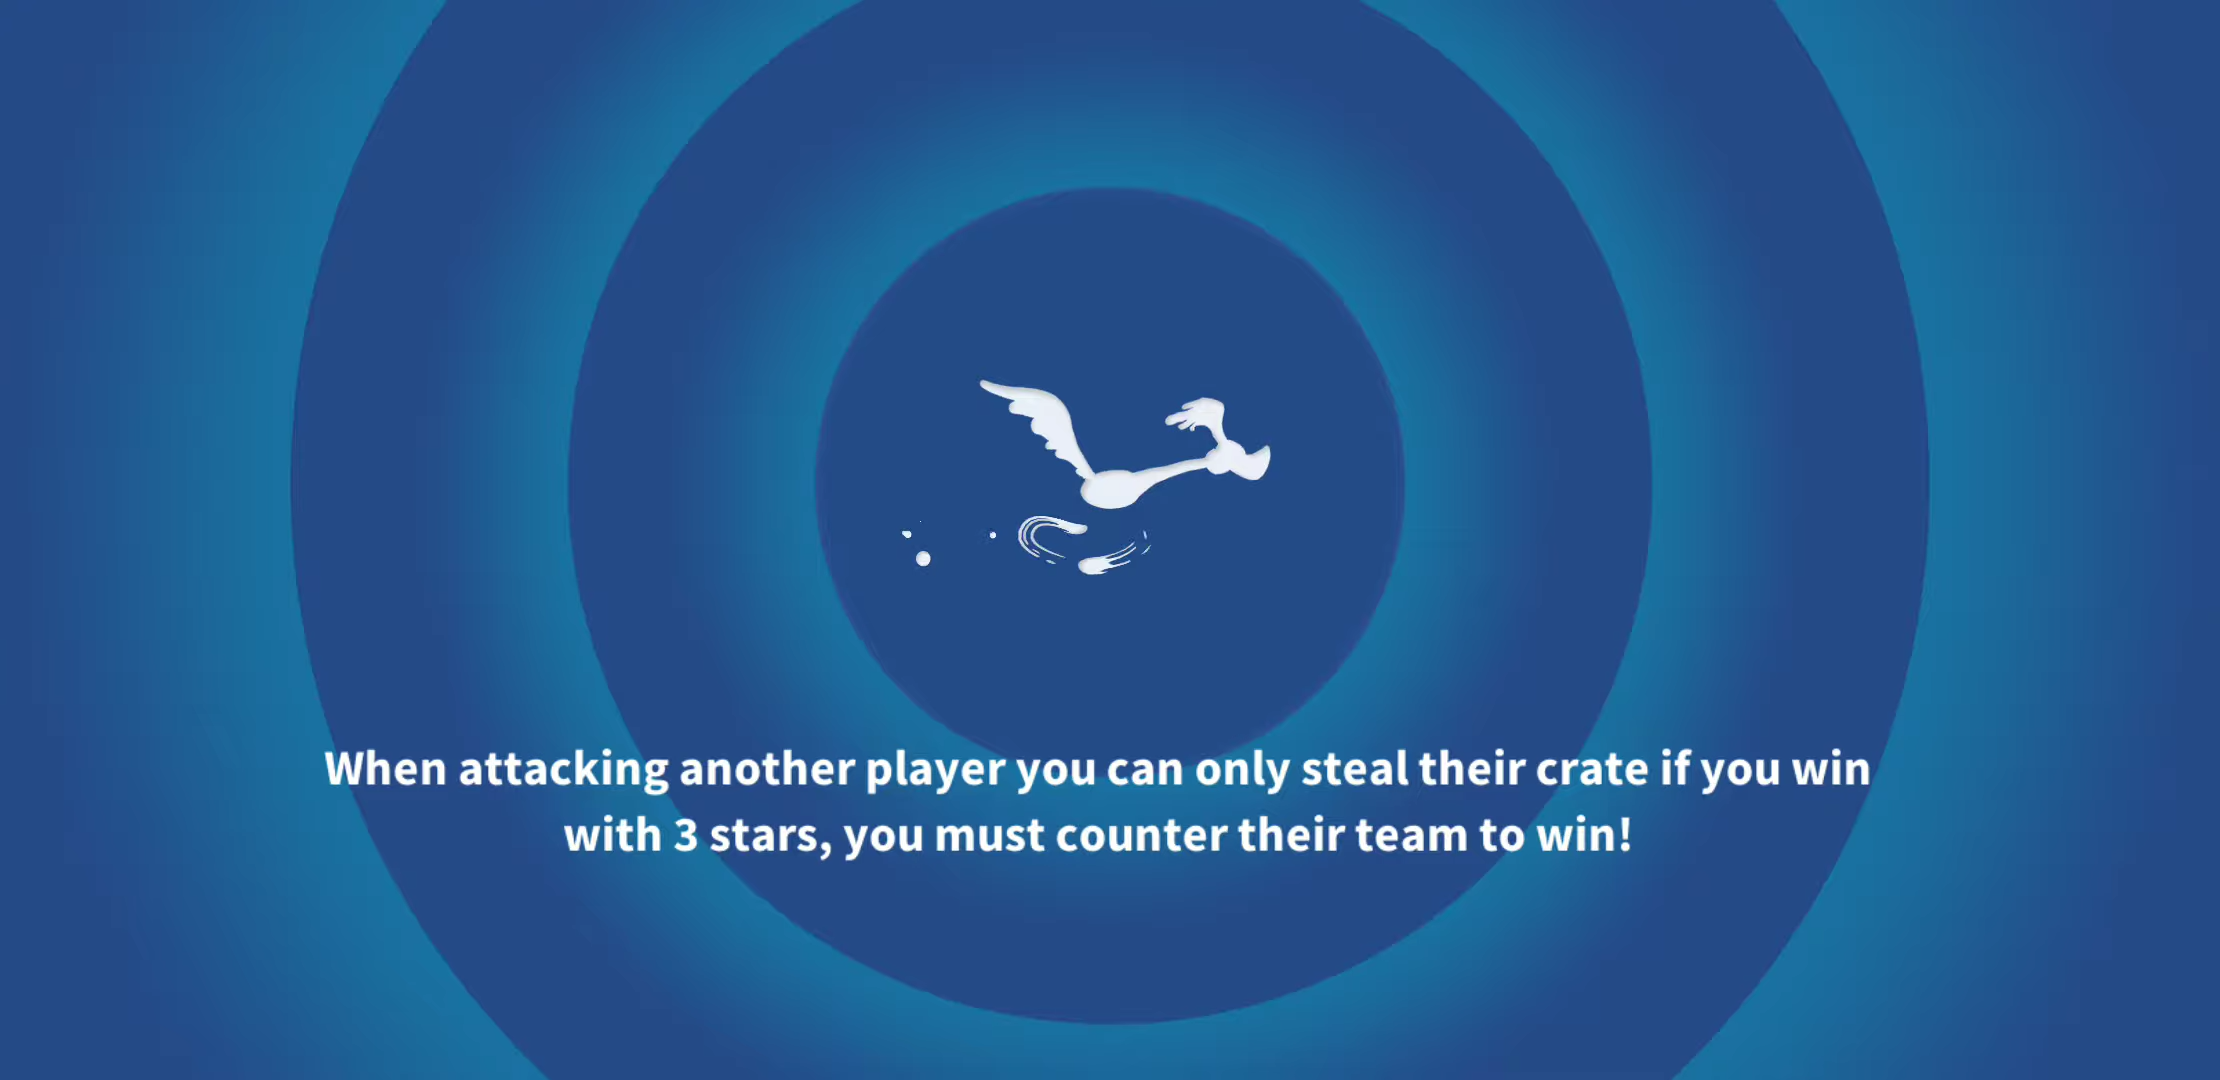 When attacking another player you can only steal their crate if you win
with 3 stars, you must counter their team to win!